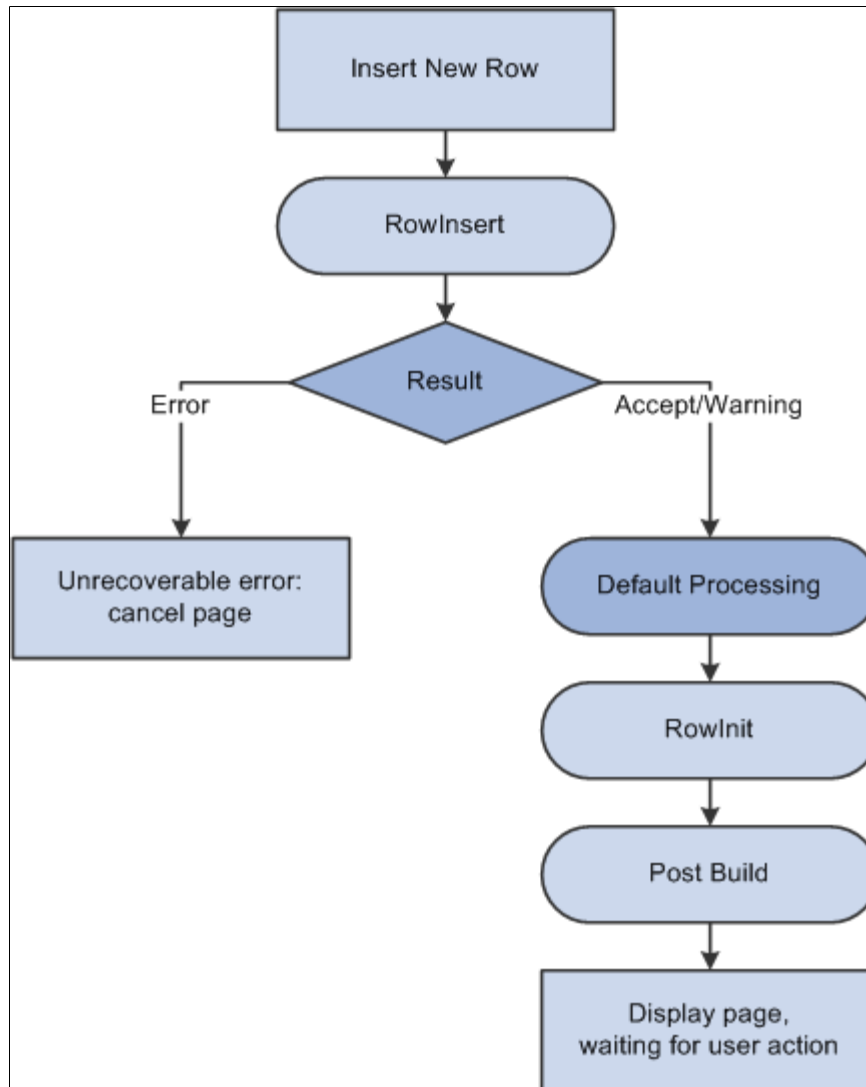 Insert New Row
RowInsert
Result
Error
Accept/Warning
Unrecoverable error:
cancel page
Default Processing
RowInit
Post Build
Display page,
waiting for user action